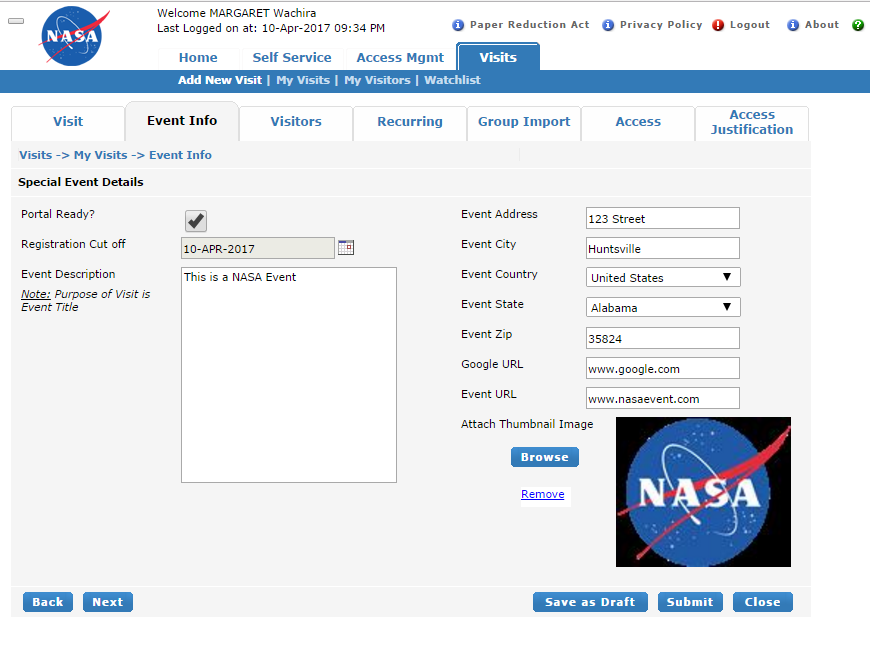 NASA
Welcome MARGARET Wachira
Last Logged on at: 10-Apr-2017 09:34 PM
Paper Reduction Act Privacy Policy Logout About ?
Home Self Service Access Mgmt Visits
Add New Visit | My Visits | My Visitors | Watchlist
Visit Event Info Visitors Recurring Group Import Access Access Justification
Visits -> My Visits -> Event Info
Special Event Details
Portal Ready?
Registration Cut off 10-APR-2017
Event Description This is a NASA Event
Note: Purpose of Visit is
Event Title
Event Address 123 Street
Event City Huntsville
Event Country United States
Event State Alabama
Event Zip 35824
Google URL www.google.com
Event URL www.nasaevent.com
Attach Thumbnail Image
Browse
Remove
NASA
Back Next Save as Draft Submit Close